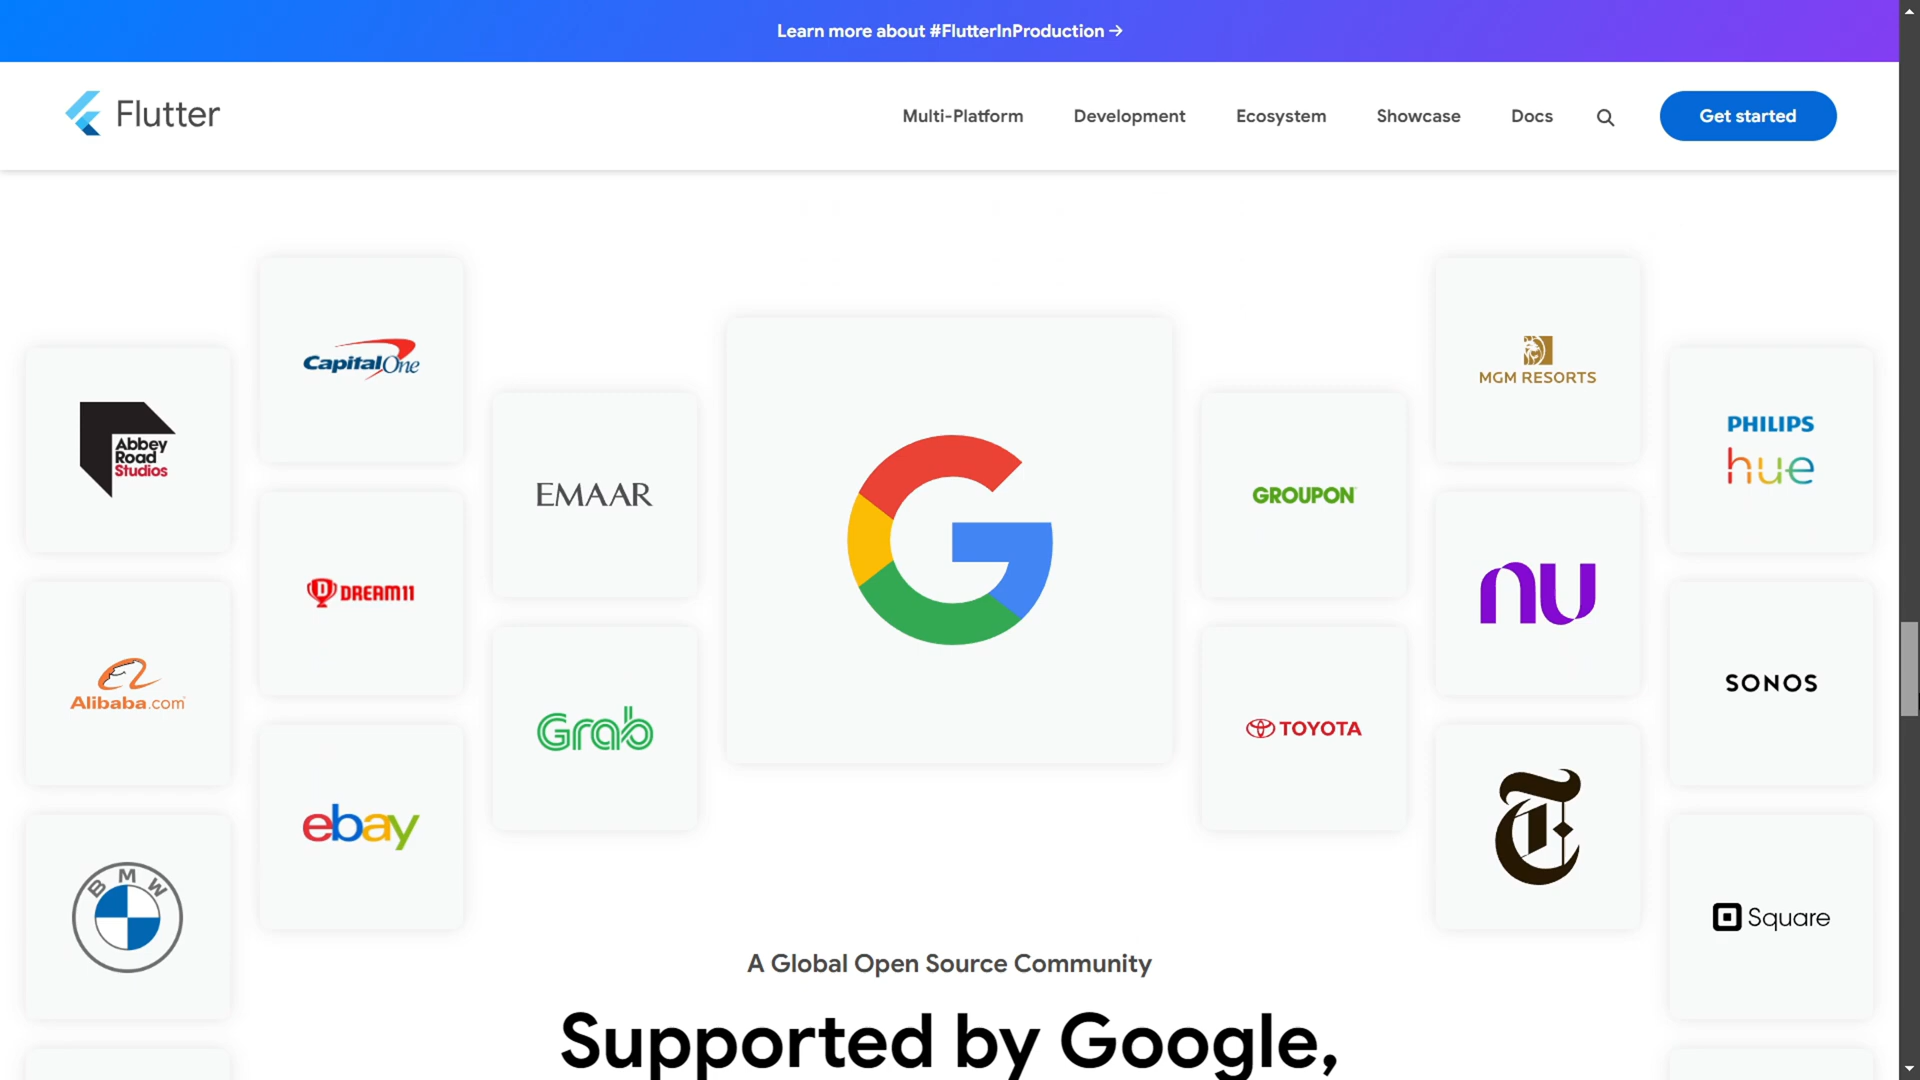 Learn more about #FlutterInProduction →
Flutter
Multi-Platform
Development
Ecosystem
Showcase
Docs
Get started
Capital One
MGM RESORTS
Abbey
Road
Studios
PHILIPS
hue
EMAAR
G
GROUPON
DREAM11
nu
Alibaba.com
SONOS
Grab
TOYOTA
ebay
T
BMW
Square
A Global Open Source Community
Supported by Google,